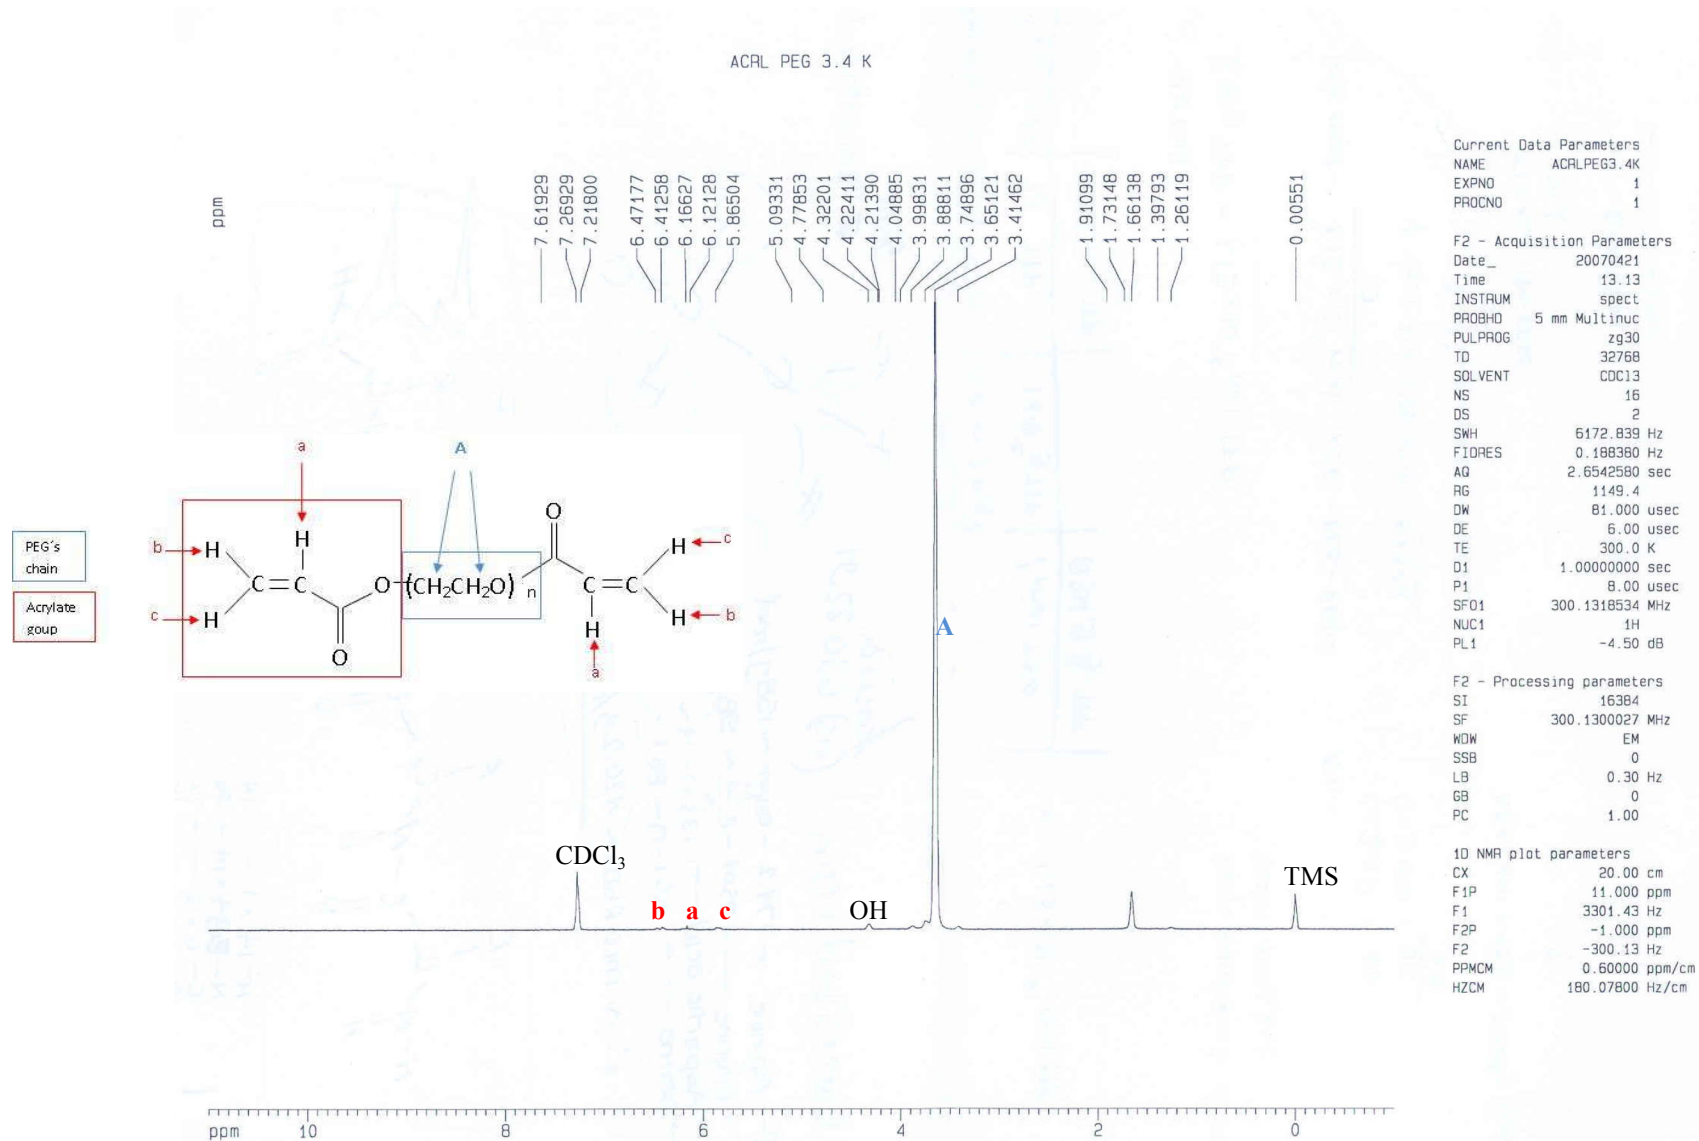 ACRL PEG 3.4 K
ppm
7.61929
7.26929
7.21800
6.47177
6.41258
6.16627
6.12128
5.86504
5.09331
4.77853
4.32201
4.22411
4.21390
4.04885
3.99831
3.88811
3.74896
3.65121
3.41462
1.91099
1.73148
1.66138
1.39793
1.26119
0.00551
Current Data Parameters
NAME ACRLPEG3.4K
EXPNO 1
PROCNO 1
F2 - Acquisition Parameters
Date_ 20070421
Time 13.13
INSTRUM spect
PROBHD 5 mm Multinuc
PULPROG zg30
TD 32768
SOLVENT CDCl3
NS 16
DS 2
SWH 6172.839 Hz
FIDRES 0.188380 Hz
AQ 2.6542580 sec
RG 1149.4
DW 81.000 usec
DE 6.00 usec
TE 300.0 K
D1 1.00000000 sec
P1 8.00 usec
SFO1 300.1318534 MHz
NUC1 1H
PL1 -4.50 dB
F2 - Processing parameters
SI 16384
SF 300.1300027 MHz
WDW EM
SSB 0
LB 0.30 Hz
GB 0
PC 1.00
1D NMR plot parameters
CX 20.00 cm
F1P 11.000 ppm
F1 3301.43 Hz
F2P -1.000 ppm
F2 -300.13 Hz
PPMCM 0.60000 ppm/cm
HZCM 180.07800 Hz/cm
PEG's
chain
Acrylate
goup
a
A
O
b H H H c
C=C O (CH₂CH₂O) n C=C
c H H H b
O a
A
CDCl₃
b a c
OH
TMS
ppm 10 8 6 4 2 0